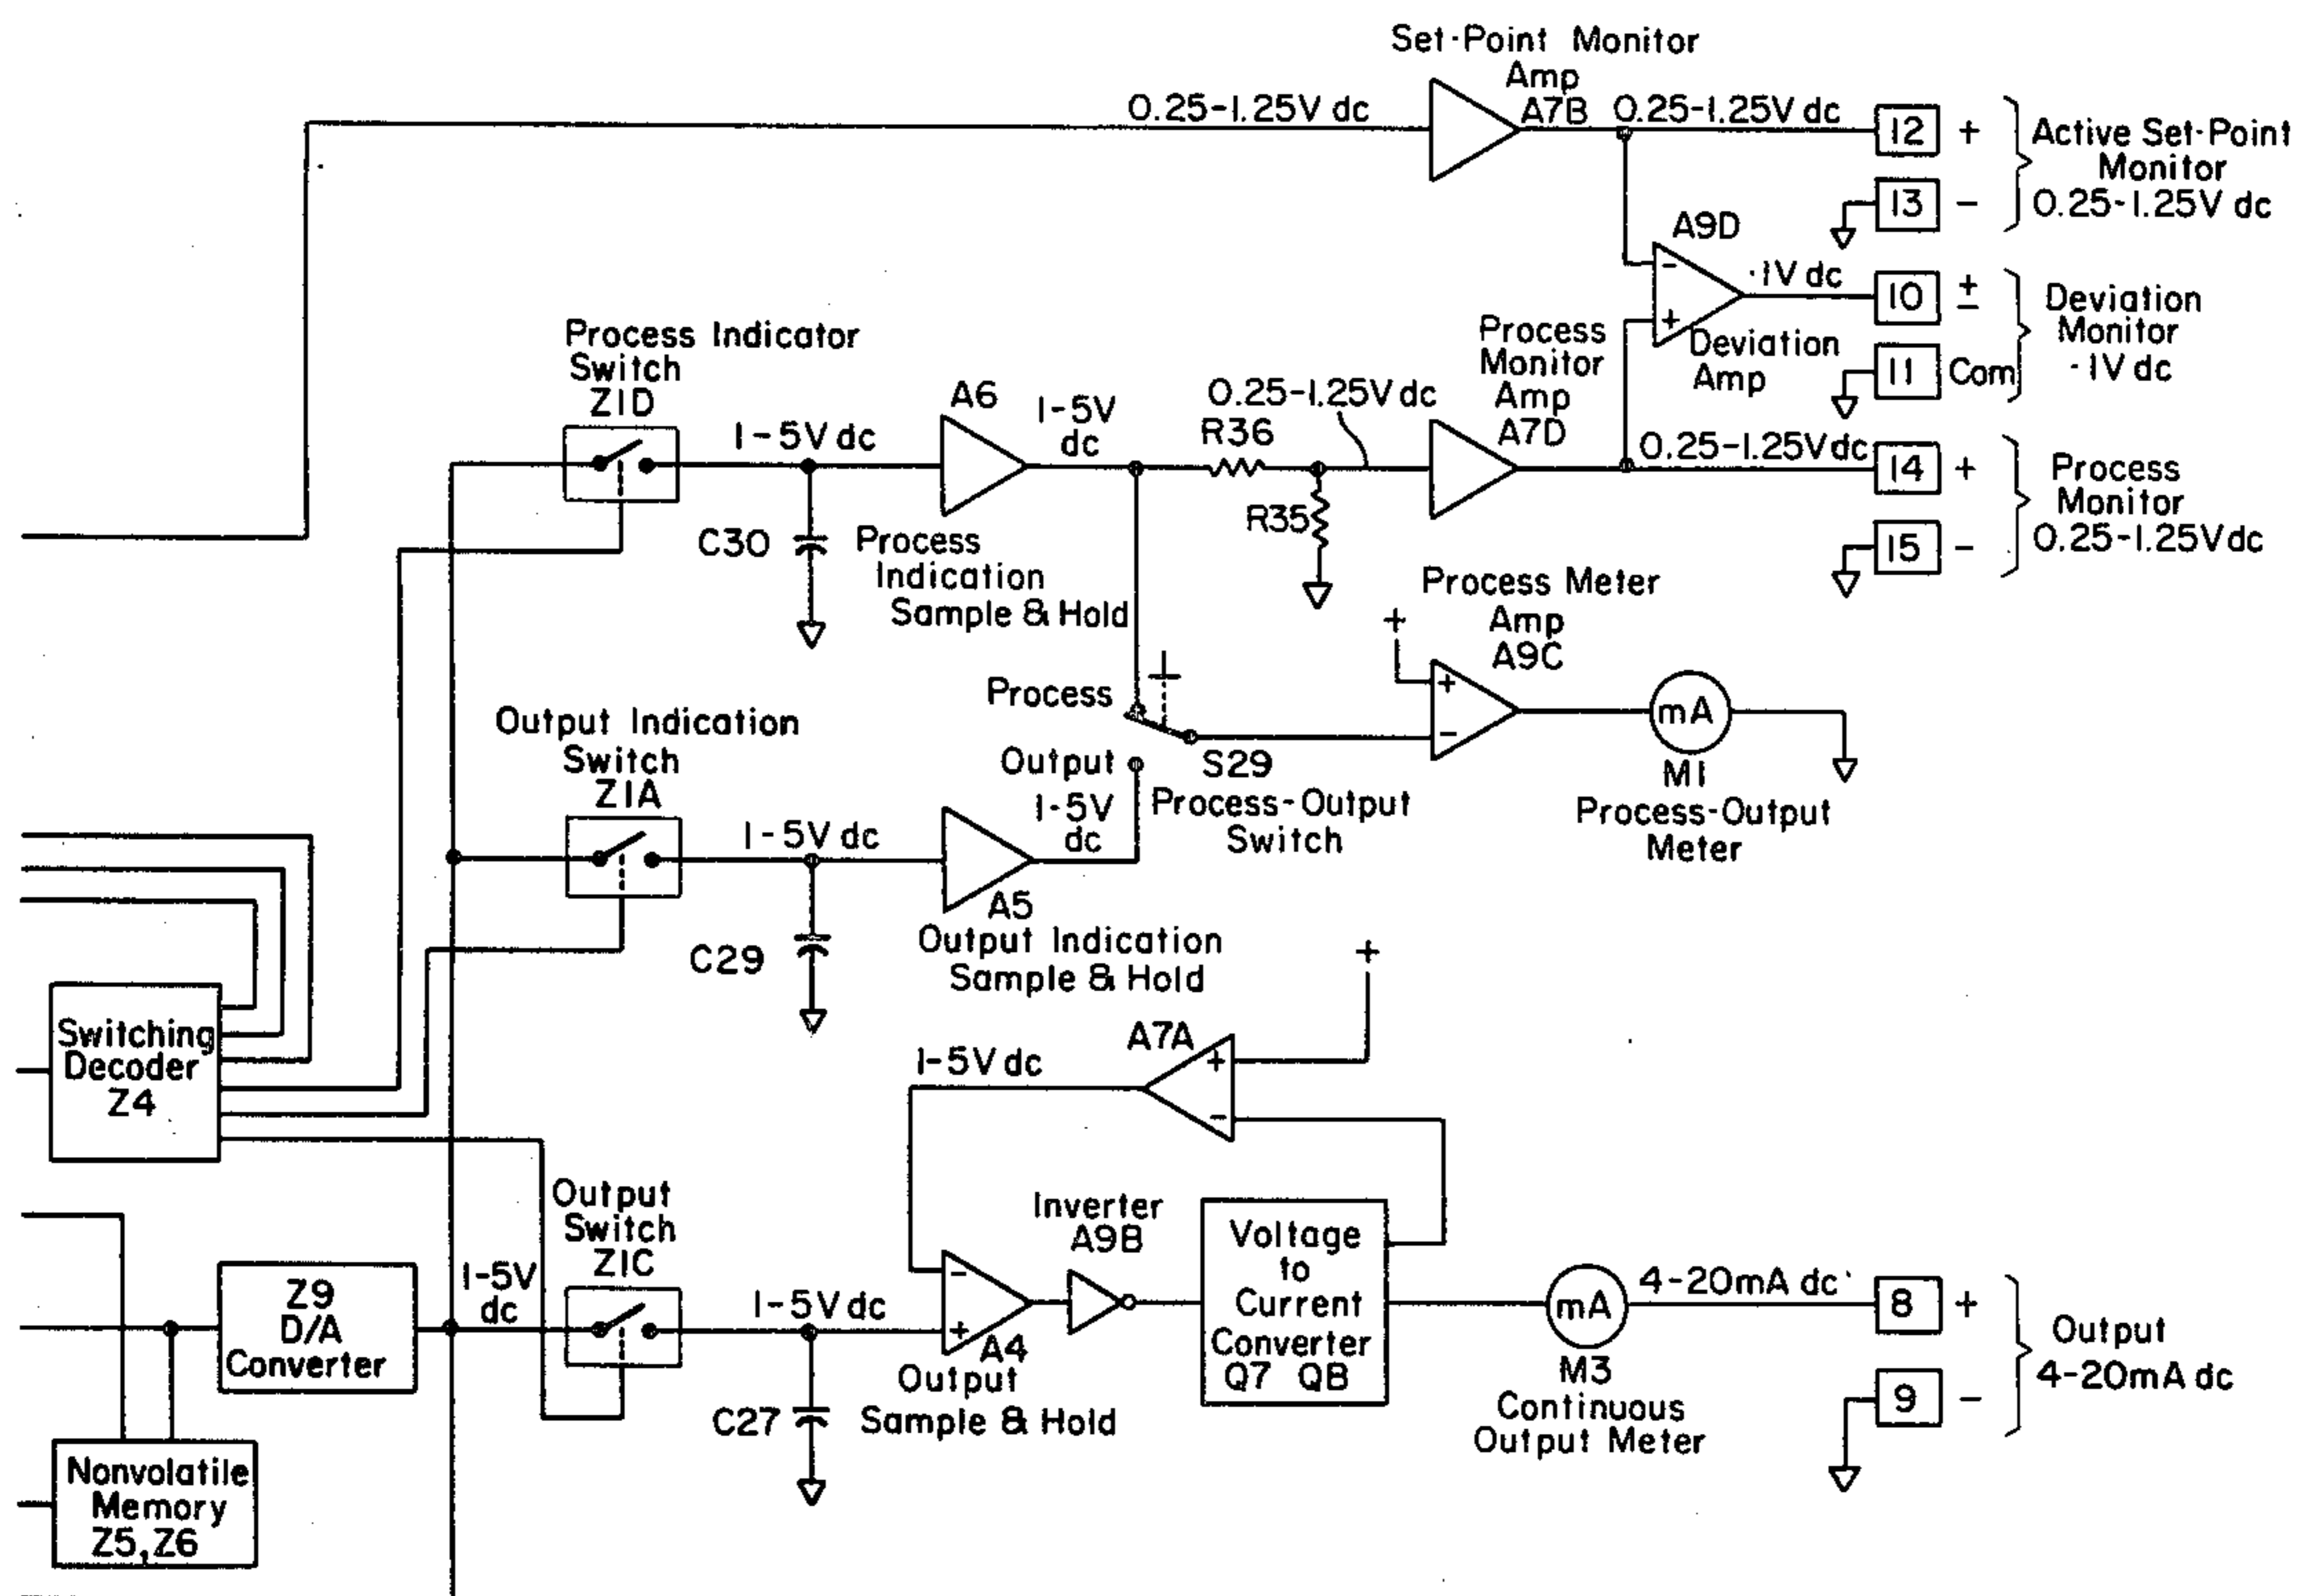 Set-Point Monitor
Amp
A7B
0.25-1.25V dc
0.25-1.25V dc
12 +
13 -
Active Set-Point
Monitor
0.25-1.25V dc
A9D
-
+
Deviation
Amp
·1V dc
10 ±
11 Com
Deviation
Monitor
-1V dc
Process Indicator
Switch
Z1D
1-5V dc
C30
A6
Process
Indication
Sample & Hold
1-5V
dc
R36
R35
0.25-1.25V dc
Process
Monitor
Amp
A7D
0.25-1.25V dc
14 +
15 -
Process
Monitor
0.25-1.25V dc
Process Meter
Amp
A9C
+
+
-
mA
M1
Process-Output
Meter
Process
Output
S29
Process-Output
Switch
Output Indication
Switch
Z1A
1-5V dc
C29
A5
Output Indication
Sample & Hold
1-5V
dc
Switching
Decoder
Z4
A7A
+
+
-
1-5V dc
Z9
D/A
Converter
1-5V
dc
Output
Switch
Z1C
1-5V dc
C27
-
+
A4
Output
Sample & Hold
Inverter
A9B
Voltage
to
Current
Converter
Q7 Q8
mA
M3
Continuous
Output Meter
4-20mA dc
8 +
9 -
Output
4-20mA dc
Nonvolatile
Memory
Z5,Z6